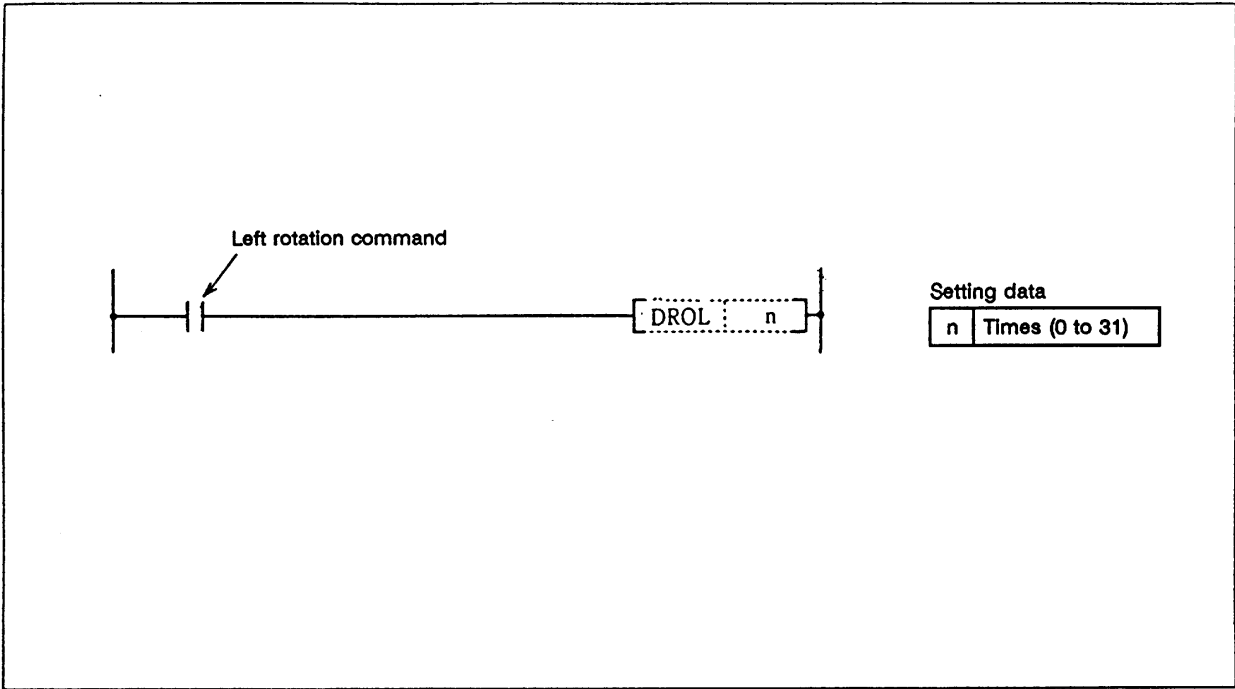 Left rotation command
DROL n
Setting data
n Times (0 to 31)